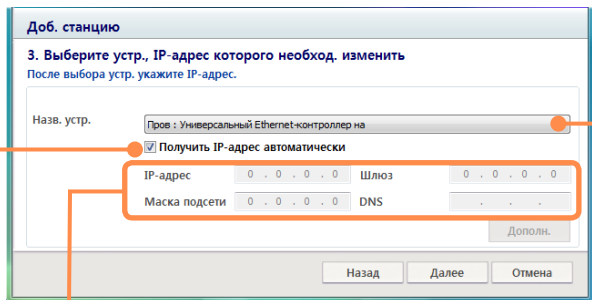 Доб. станцию
3. Выберите устр., IP-адрес которого необход. изменить
После выбора устр. укажите IP-адрес.
Назв. устр.
Пров : Универсальный Ethernet-контроллер на
Получить IP-адрес автоматически
IP-адрес 0 . 0 . 0 . 0 Шлюз 0 . 0 . 0 . 0
Маска подсети 0 . 0 . 0 . 0 DNS . . .
Дополн.
Назад Далее Отмена